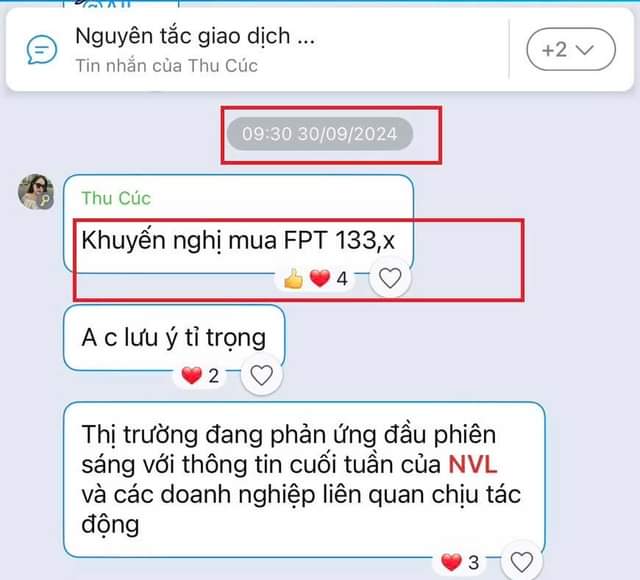 Nguyên tắc giao dịch ...
Tin nhắn của Thu Cúc
+2
09:30 30/09/2024
Thu Cúc
Khuyến nghị mua FPT 133,x
4
A c lưu ý tỉ trọng
2
Thị trường đang phản ứng đầu phiên
sáng với thông tin cuối tuần của NVL
và các doanh nghiệp liên quan chịu tác
động
3